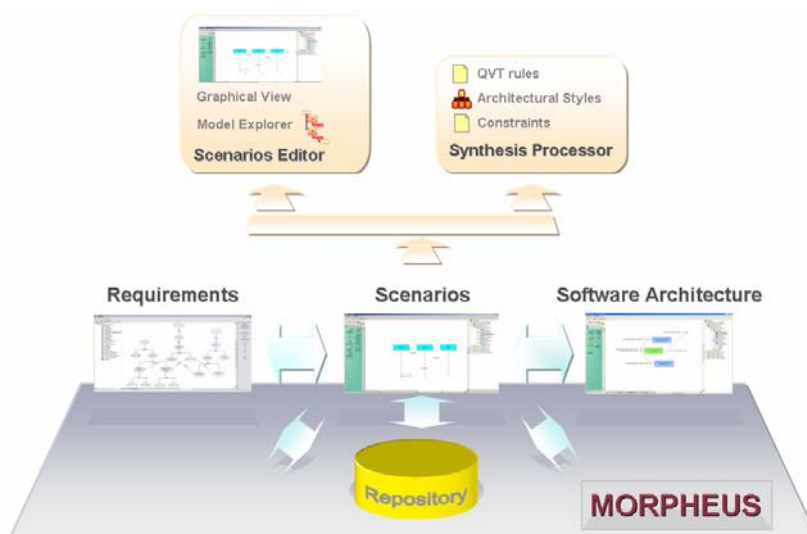 Graphical View
Model Explorer
Scenarios Editor
QVT rules
Architectural Styles
Constraints
Synthesis Processor
Requirements
Scenarios
Software Architecture
Repository
MORPHEUS